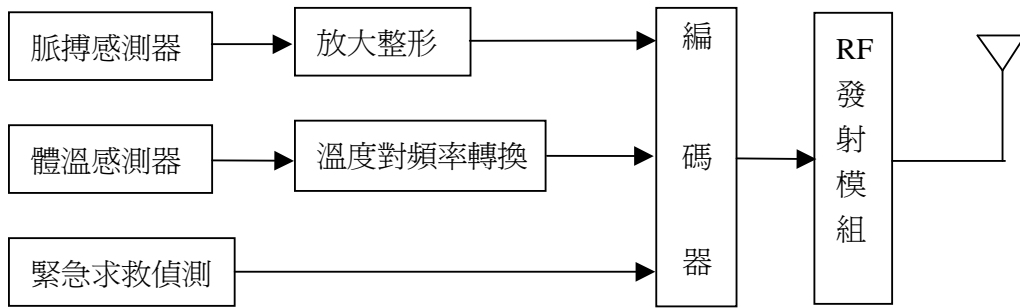 脈搏感測器
放大整形
體溫感測器
溫度對頻率轉換
緊急求救偵測
編碼器
RF
發射模組